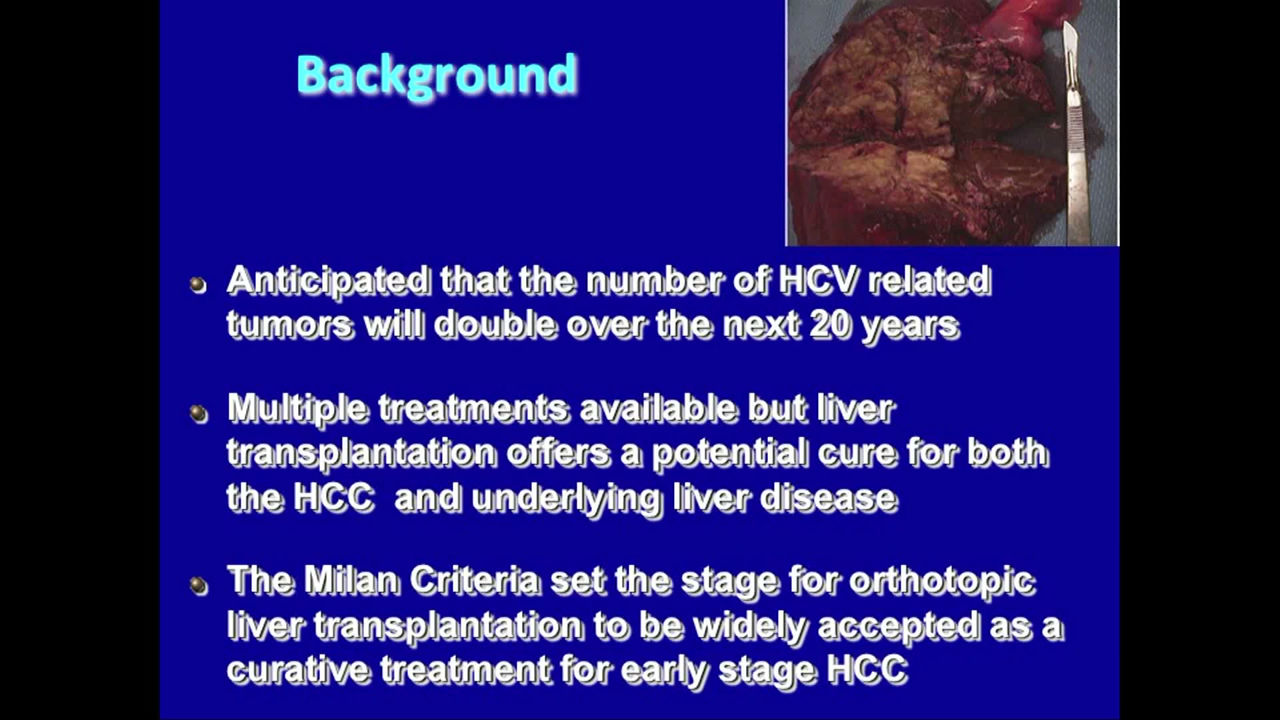 Background
Anticipated that the number of HCV related
tumors will double over the next 20 years
Multiple treatments available but liver
transplantation offers a potential cure for both
the HCC and underlying liver disease
The Milan Criteria set the stage for orthotopic
liver transplantation to be widely accepted as a
curative treatment for early stage HCC